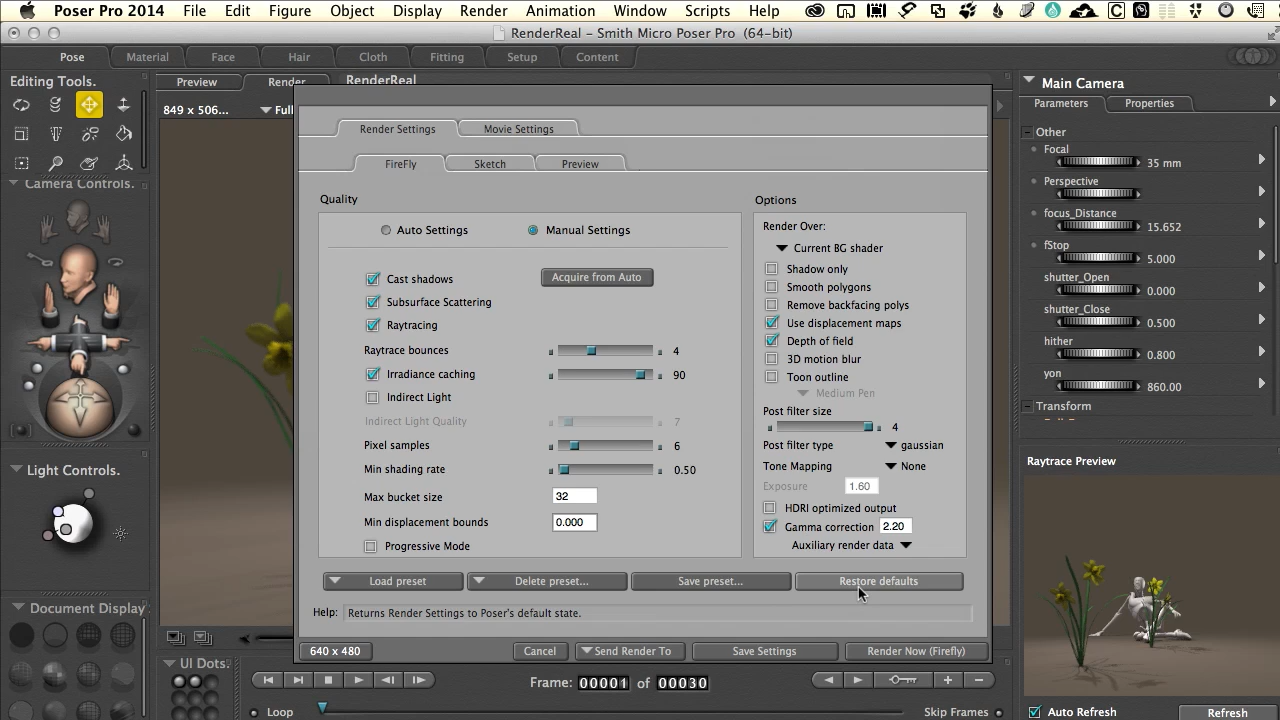 Poser Pro 2014 File Edit Figure Object Display Render Animation Window Scripts Help
RenderReal - Smith Micro Poser Pro (64-bit)
Pose Material Face Hair Cloth Fitting Setup Content
Editing Tools.
Preview Render RenderReal
849 x 506... Full
Camera Controls.
Light Controls.
Document Display
UI Dots.
Render Settings Movie Settings
FireFly Sketch Preview
Quality
Auto Settings Manual Settings
Cast shadows Acquire from Auto
Subsurface Scattering
Raytracing
Raytrace bounces 4
Irradiance caching 90
Indirect Light
Indirect Light Quality 7
Pixel samples 6
Min shading rate 0.50
Max bucket size 32
Min displacement bounds 0.000
Progressive Mode
Options
Render Over:
Current BG shader
Shadow only
Smooth polygons
Remove backfacing polys
Use displacement maps
Depth of field
3D motion blur
Toon outline
Medium Pen
Post filter size
4
Post filter type gaussian
Tone Mapping None
Exposure 1.60
HDRI optimized output
Gamma correction 2.20
Auxiliary render data
Load preset Delete preset... Save preset... Restore defaults
Help: Returns Render Settings to Poser's default state.
640 x 480 Cancel Send Render To Save Settings Render Now (Firefly)
Frame: 00001 of 00030
Loop Skip Frames
Main Camera
Parameters Properties
Other
Focal
35 mm
Perspective
focus_Distance
15.652
fStop
5.000
shutter_Open
0.000
shutter_Close
0.500
hither
0.800
yon
860.00
Transform
Raytrace Preview
Auto Refresh Refresh